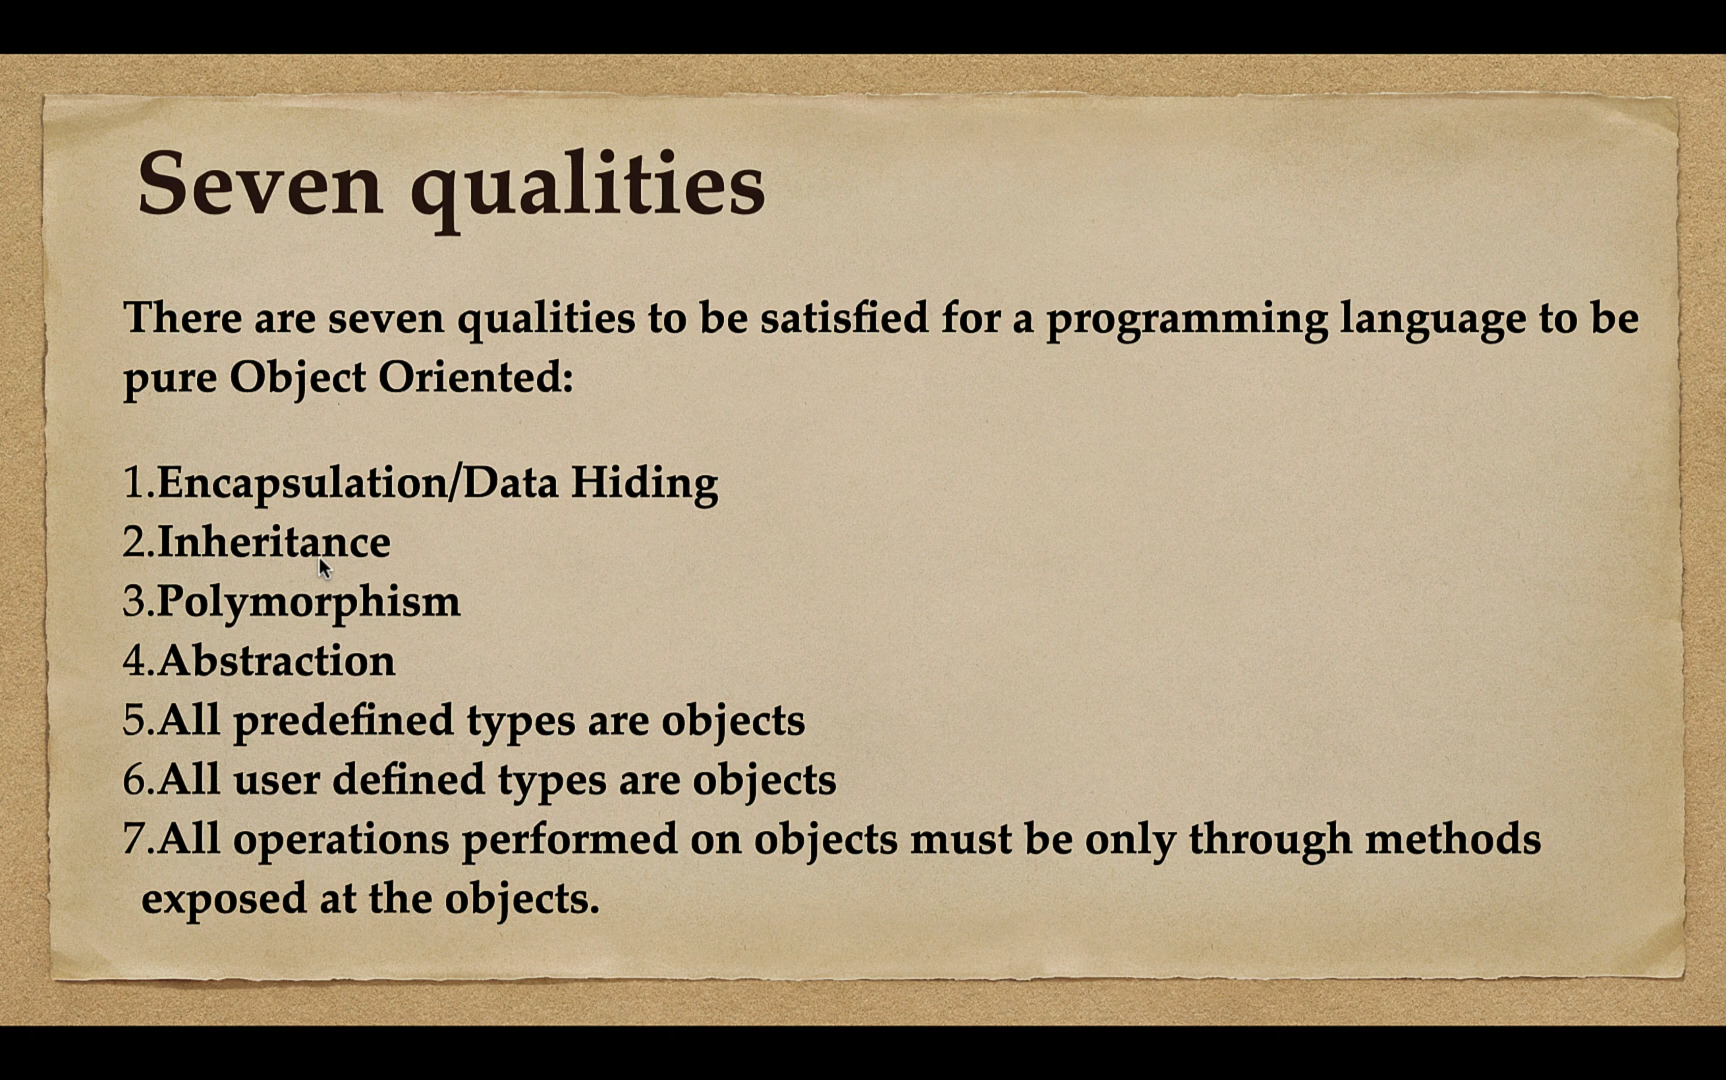 Seven qualities
There are seven qualities to be satisfied for a programming language to be
pure Object Oriented:
1.Encapsulation/Data Hiding
2.Inheritance
3.Polymorphism
4.Abstraction
5.All predefined types are objects
6.All user defined types are objects
7.All operations performed on objects must be only through methods
exposed at the objects.